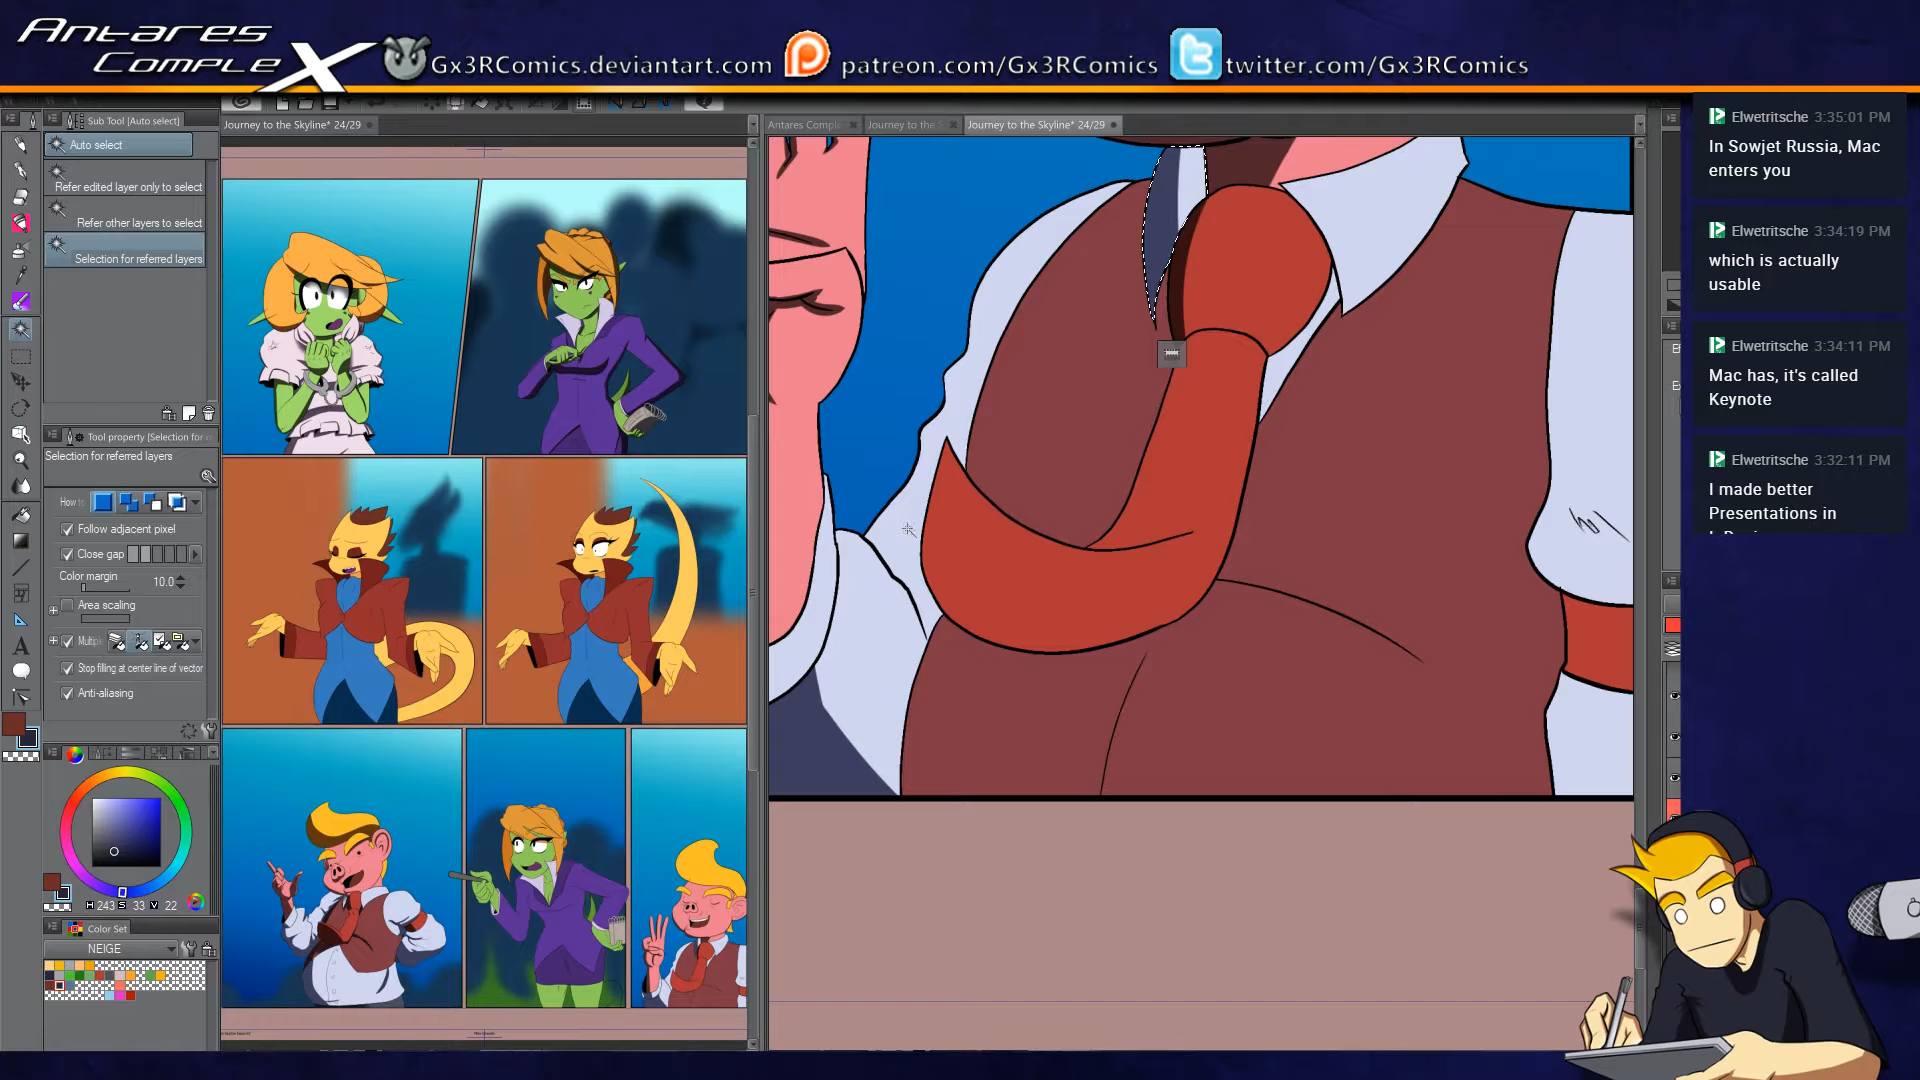 Antares
Complex
Gx3RComics.deviantart.com
patreon.com/Gx3RComics
twitter.com/Gx3RComics
Sub Tool [Auto select]
Auto select
Refer edited layer only to select
Refer other layers to select
Selection for referred layers
Tool property [Selection for
Selection for referred layers
Follow adjacent pixel
Close gap
Color margin
10.0
Area scaling
Multiple
Stop filling at center line of vector
Anti-aliasing
H 243 S 33 V 22
Color Set
NEIGE
Journey to the Skyline* 24/29
Antares Comple
Journey to the S
Journey to the Skyline* 24/29
Elwetritsche 3:35:01 PM
In Sowjet Russia, Mac
enters you
Elwetritsche 3:34:19 PM
which is actually
usable
Elwetritsche 3:34:11 PM
Mac has, it's called
Keynote
Elwetritsche 3:32:11 PM
I made better
Presentations in